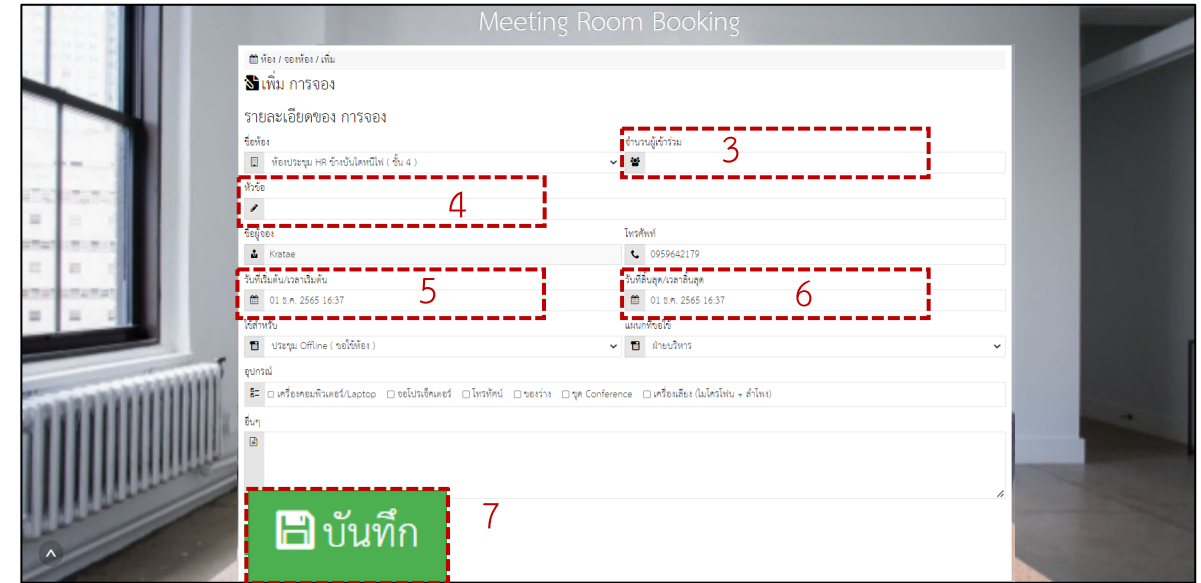 Meeting Room Booking
ห้อง / จองห้อง / เพิ่ม
เพิ่ม การจอง
รายละเอียดของ การจอง
ชื่อห้อง
จำนวนผู้เข้าร่วม
3
ห้องประชุม HR ข้างบันไดหนีไฟ ( ชั้น 4 )
หัวข้อ
4
ชื่อผู้จอง
โทรศัพท์
Kratae
0959642179
วันที่เริ่มต้น/เวลาเริ่มต้น
5
วันที่สิ้นสุด/เวลาสิ้นสุด
6
01 ธ.ค. 2565 16:37
01 ธ.ค. 2565 16:37
ใช้สำหรับ
แผนกที่ขอใช้
ประชุม Offline ( ขอใช้ห้อง )
ฝ่ายบริหาร
อุปกรณ์
เครื่องคอมพิวเตอร์/Laptop จอโปรเจ็คเตอร์ โทรทัศน์ ของว่าง ชุด Conference เครื่องเสียง (ไมโครโฟน + ลำโพง)
อื่นๆ
7
บันทึก